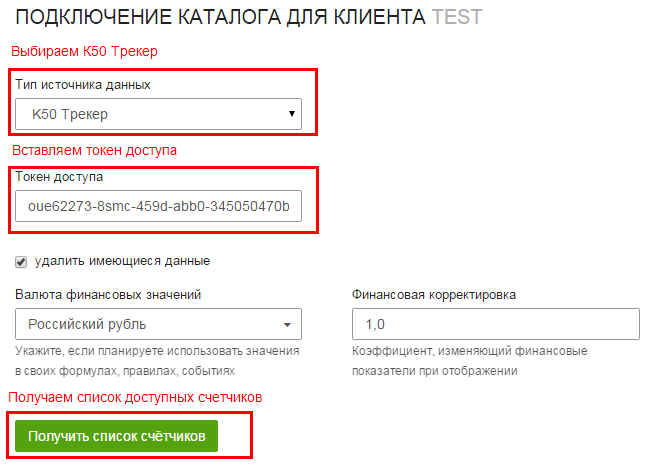 ПОДКЛЮЧЕНИЕ КАТАЛОГА ДЛЯ КЛИЕНТА TEST
Выбираем К50 Трекер
Тип источника данных
К50 Трекер
Вставляем токен доступа
Токен доступа
oue62273-8smc-459d-abb0-345050470b
удалить имеющиеся данные
Валюта финансовых значений
Российский рубль
Укажите, если планируете использовать значения
в своих формулах, правилах, событиях
Финансовая корректировка
1,0
Коэффициент, изменяющий финансовые
показатели при отображении
Получаем список доступных счетчиков
Получить список счётчиков